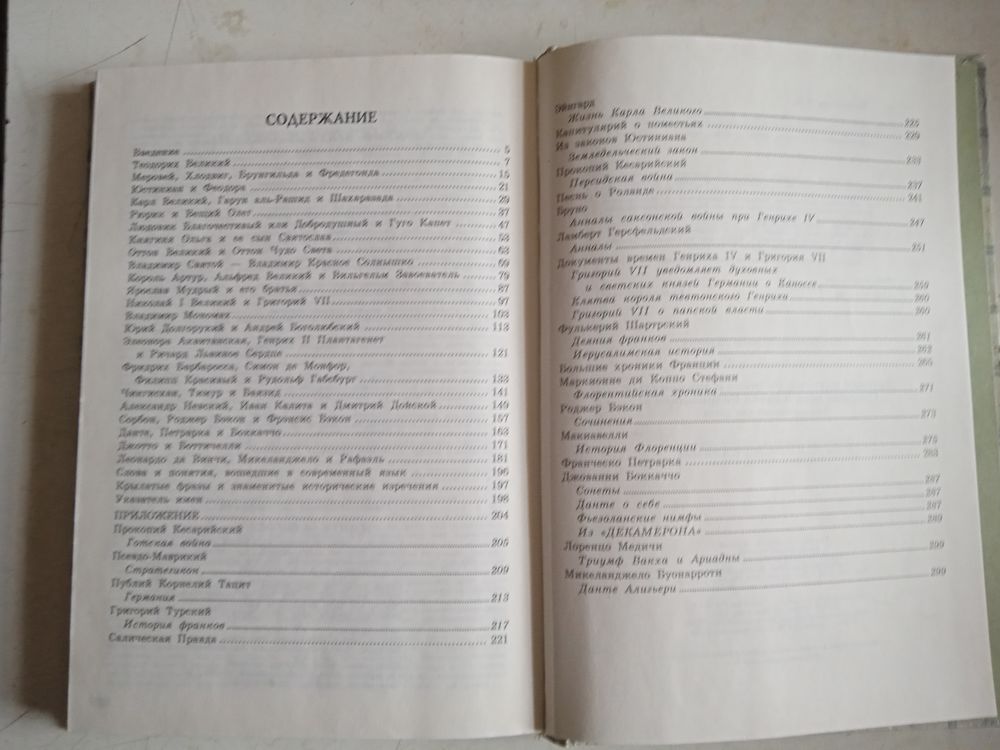 СОДЕРЖАНИЕ
Введение 5
Теодорих Великий 7
Меровей, Хлодвиг, Брунгильда и Фредегонда 15
Юстиниан и Феодора 21
Карл Великий, Гарун аль-Рашид и Шахаразада 29
Рюрик и Вещий Олег 37
Людовик Благочестивый или Добродушный и Гуго Капет 47
Княгиня Ольга и ее сын Святослав 53
Оттон Великий и Оттон Чудо Света 63
Владимир Святой — Владимир Красное Солнышко 69
Король Артур, Альфред Великий и Вильгельм Завоеватель 79
Ярослав Мудрый и его братья 87
Николай I Великий и Григорий VII 97
Владимир Мономах 103
Юрий Долгорукий и Андрей Боголюбский 113
Элеонора Аквитанская, Генрих II Плантагенет
и Ричард Львиное Сердце 121
Фридрих Барбаросса, Симон де Монфор,
Филипп Красивый и Рудольф Габсбург 133
Чингисхан, Тимур и Баязид 141
Александр Невский, Иван Калита и Дмитрий Донской 149
Сорбон, Роджер Бэкон и Френсис Бэкон 157
Данте, Петрарка и Боккаччо 163
Джотто и Боттичелли 171
Леонардо да Винчи, Микеланджело и Рафаэль 181
Слова и понятия, вошедшие в современный язык 196
Крылатые фразы и знаменитые исторические изречения 197
Указатель имен 198
ПРИЛОЖЕНИЕ 204
Прокопий Кесарийский
Готская война 205
Псевдо-Маврикий
Стратегикон 209
Публий Корнелий Тацит
Германия 213
Григорий Турский
История франков 217
Салическая Правда 221
Эйнгард
Жизнь Карла Великого 225
Капитулярий о поместьях 229
Из законов Юстиниана
Земледельческий закон 233
Прокопий Кесарийский
Персидская война 237
Песнь о Роланде 241
Бруно
Анналы саксонской войны при Генрихе IV 247
Ламберт Герсфельдский
Анналы 251
Документы времен Генриха IV и Григория VII
Григорий VII уведомляет духовных
и светских князей Германии о Каноссе 259
Клятва короля тевтонского Генриха 260
Григорий VII о папской власти 260
Фульхерий Шартрский
Деяния франков 261
Иерусалимская история 262
Большие хроники Франции 265
Маркионне ди Коппо Стефани
Флорентийская хроника 271
Роджер Бэкон
Сочинения 273
Макиавелли
История Флоренции 275
Франческо Петрарка 283
Джованни Боккаччо
Сонеты 287
Данте о себе 287
Фьезоланские нимфы 287
Из «ДЕКАМЕРОНА» 289
Лоренцо Медичи
Триумф Вакха и Ариадны 299
Микеланджело Буонарроти
Данте Алигьери 299